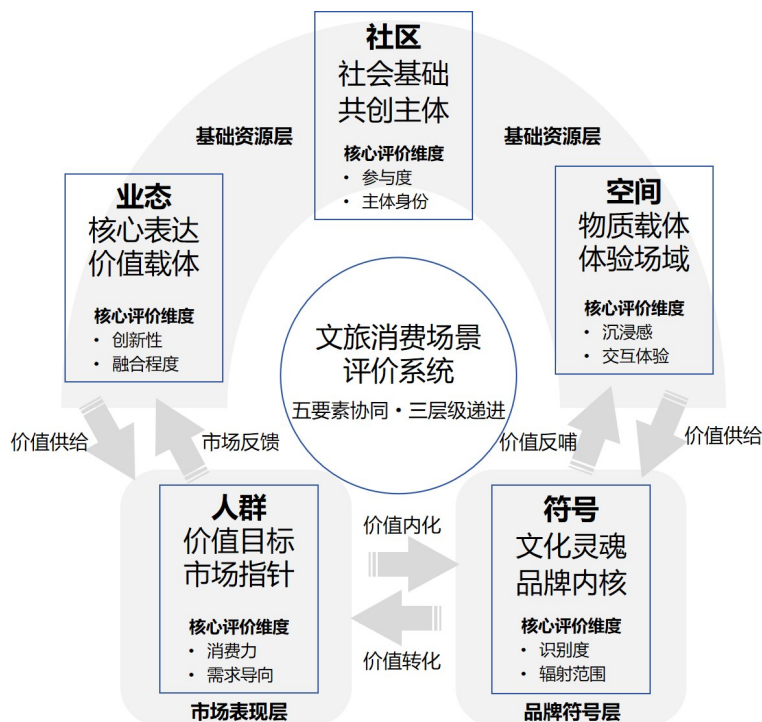 社区
社会基础
共创主体
核心评价维度
• 参与度
• 主体身份
基础资源层
基础资源层
业态
核心表达
价值载体
核心评价维度
• 创新性
• 融合程度
空间
物质载体
体验场域
核心评价维度
• 沉浸感
• 交互体验
文旅消费场景
评价系统
五要素协同·三层级递进
价值供给
市场反馈
价值反哺
价值供给
人群
价值目标
市场指针
核心评价维度
• 消费力
• 需求导向
市场表现层
价值内化
价值转化
符号
文化灵魂
品牌内核
核心评价维度
• 识别度
• 辐射范围
品牌符号层